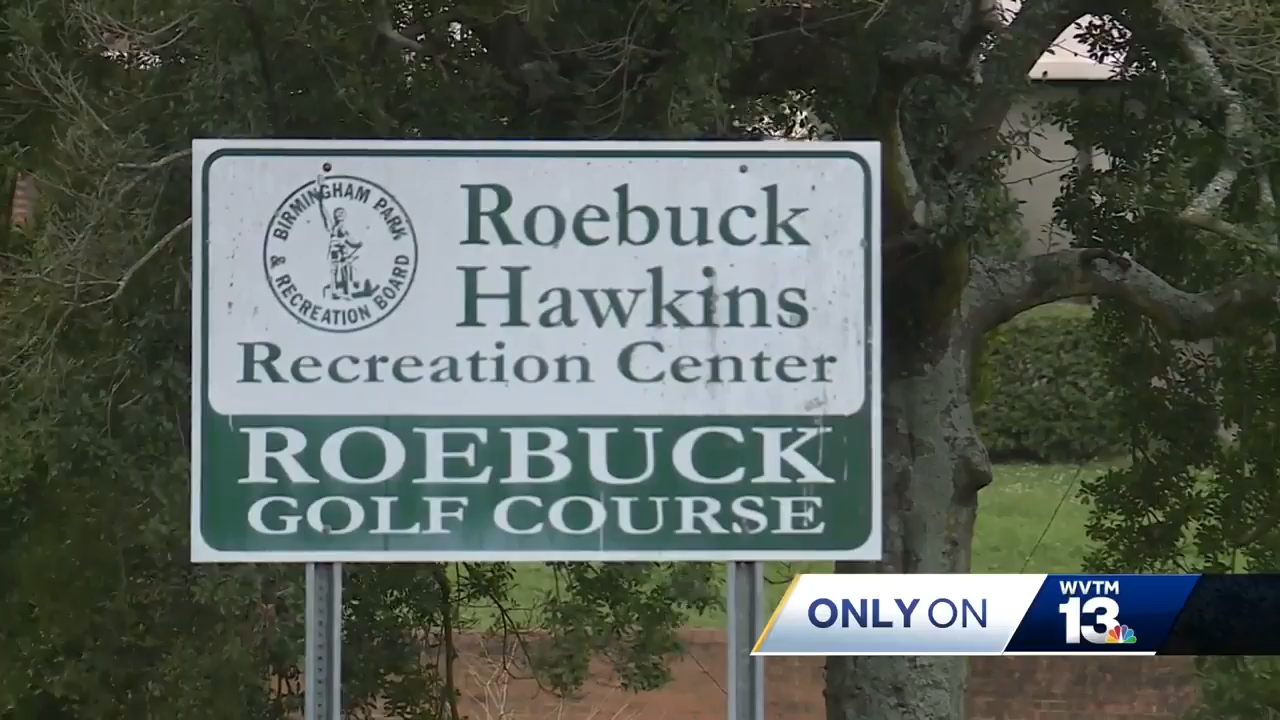 BIRMINGHAM PARK
& RECREATION BOARD
Roebuck
Hawkins
Recreation Center
ROEBUCK
GOLF COURSE
ONLY ON
WVTM
13